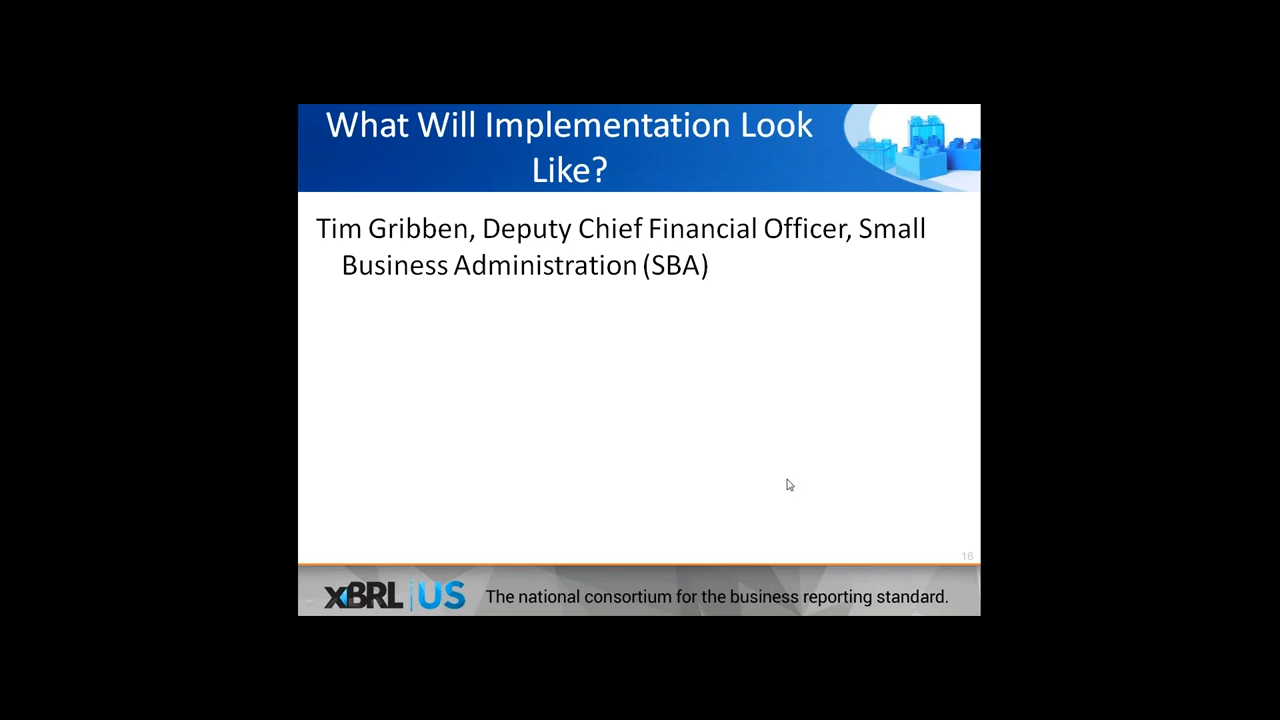 What Will Implementation Look
Like?
Tim Gribben, Deputy Chief Financial Officer, Small
Business Administration (SBA)
16
XBRL US The national consortium for the business reporting standard.